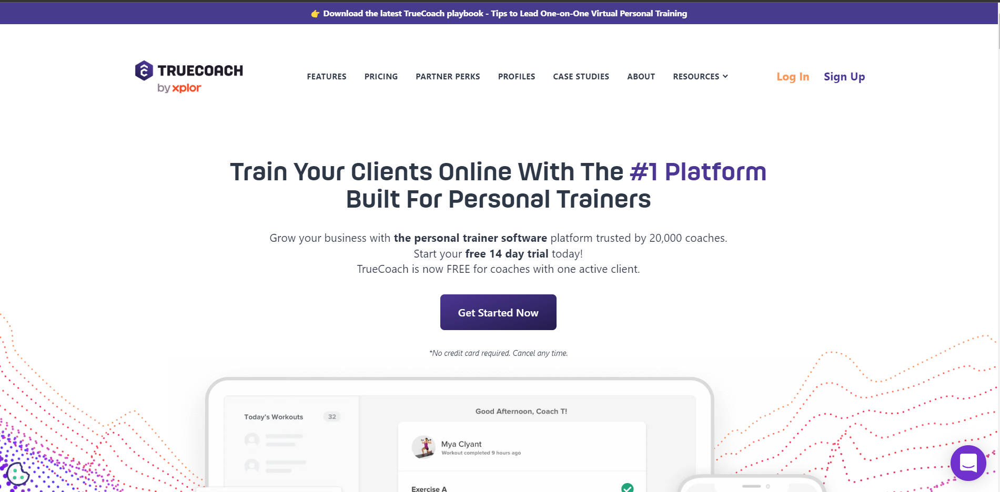 👉 Download the latest TrueCoach playbook - Tips to Lead One-on-One Virtual Personal Training
TRUECOACH
by xplor
FEATURES PRICING PARTNER PERKS PROFILES CASE STUDIES ABOUT RESOURCES
Log In Sign Up
Train Your Clients Online With The #1 Platform
Built For Personal Trainers
Grow your business with the personal trainer software platform trusted by 20,000 coaches.
Start your free 14 day trial today!
TrueCoach is now FREE for coaches with one active client.
Get Started Now
*No credit card required. Cancel any time.
Today's Workouts 32
Good Afternoon, Coach T!
Mya Clyant
Workout completed 9 hours ago
Exercise A